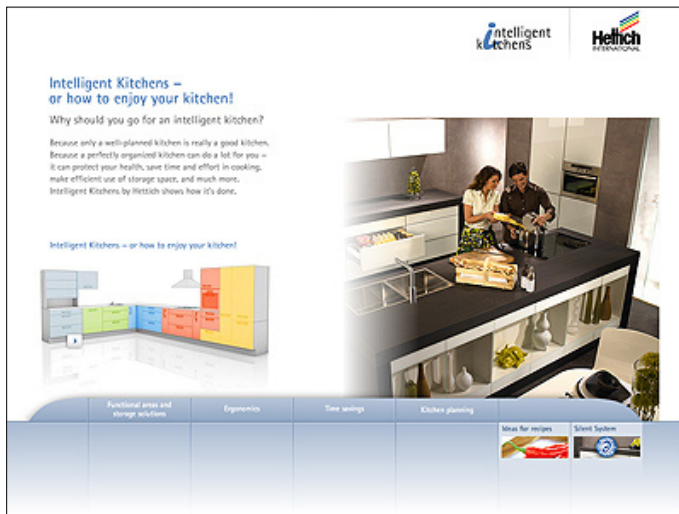 intelligent
kitchens
Hettich
INTERNATIONAL
Intelligent Kitchens –
or how to enjoy your kitchen!
Why should you go for an intelligent kitchen?
Because only a well-planned kitchen is really a good kitchen.
Because a perfectly organized kitchen can do a lot for you –
it can protect your health, save time and effort in cooking,
make efficient use of storage space, and much more.
Intelligent Kitchens by Hettich shows how it's done.
Intelligent Kitchens – or how to enjoy your kitchen!
Functional areas and
storage solutions
Ergonomics
Time savings
Kitchen planning
Ideas for recipes
Silent System